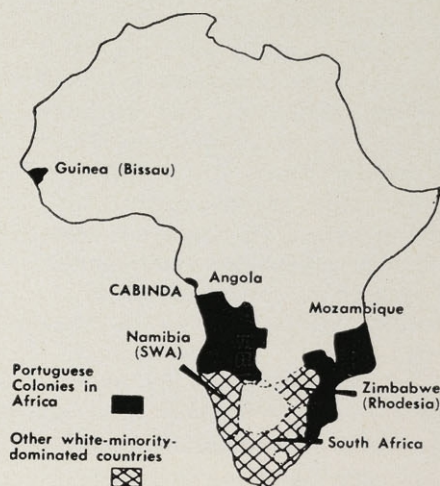 Guinea (Bissau)
CABINDA
Angola
Mozambique
Namibia
(SWA)
Portuguese
Colonies in
Africa
Zimbabwe
(Rhodesia)
Other white-minority-
dominated countries
South Africa